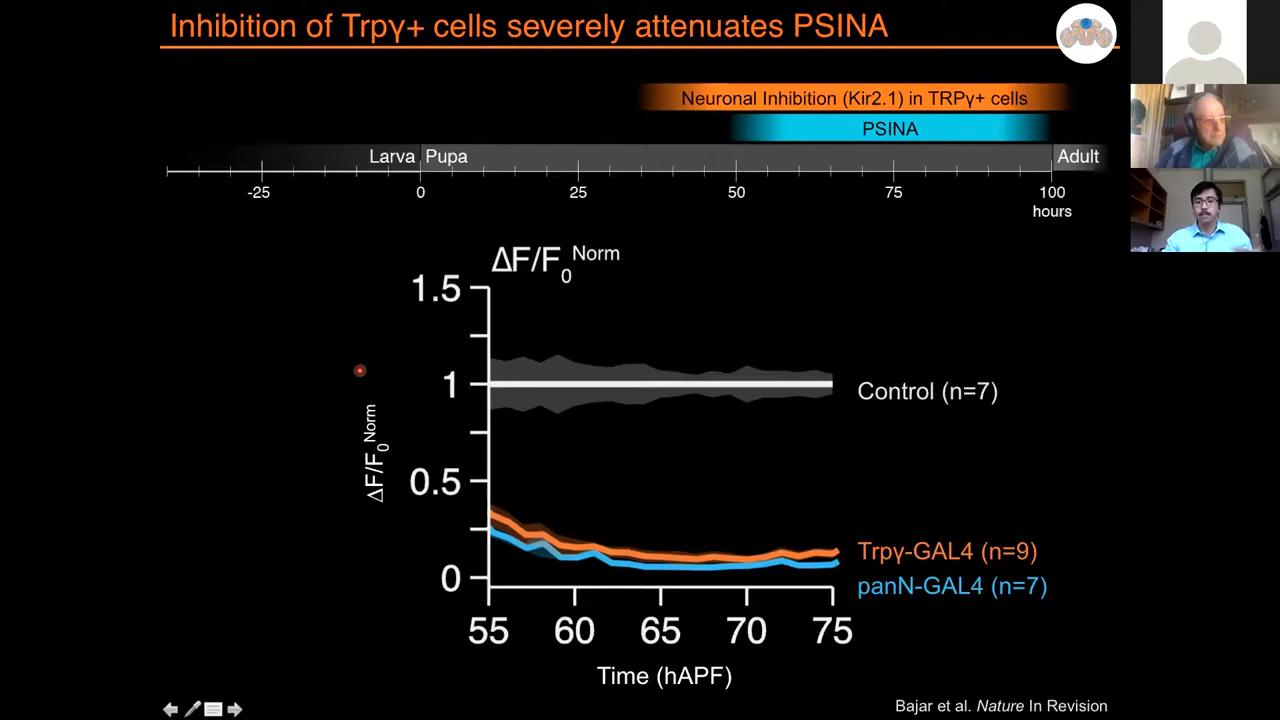 Inhibition of Trpγ+ cells severely attenuates PSINA
Neuronal Inhibition (Kir2.1) in TRPγ+ cells
PSINA
Larva Pupa Adult
-25 0 25 50 75 100
hours
ΔF/F0 Norm
1.5
1
0.5
0
ΔF/F0 Norm
Control (n=7)
Trpγ-GAL4 (n=9)
panN-GAL4 (n=7)
55 60 65 70 75
Time (hAPF)
Bajar et al. Nature In Revision